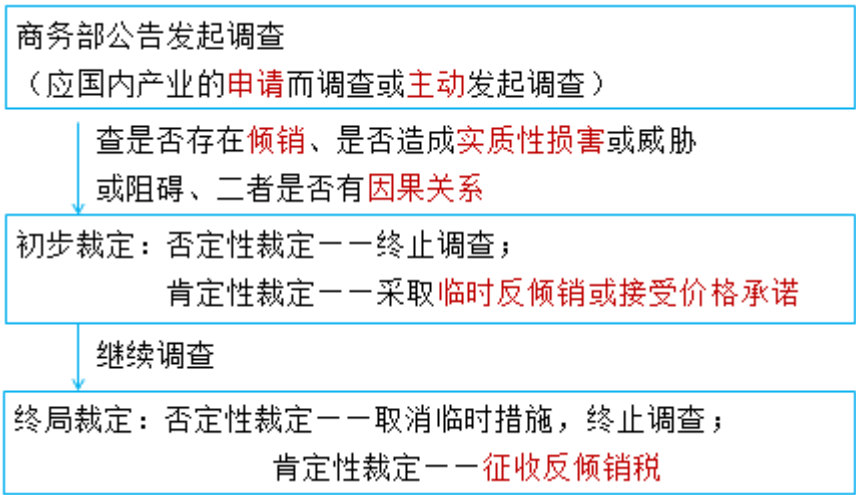 商务部公告发起调查
（应国内产业的申请而调查或主动发起调查）
查是否存在倾销、是否造成实质性损害或威胁
或阻碍、二者是否有因果关系
初步裁定：否定性裁定——终止调查；
肯定性裁定——采取临时反倾销或接受价格承诺
继续调查
终局裁定：否定性裁定——取消临时措施，终止调查；
肯定性裁定——征收反倾销税